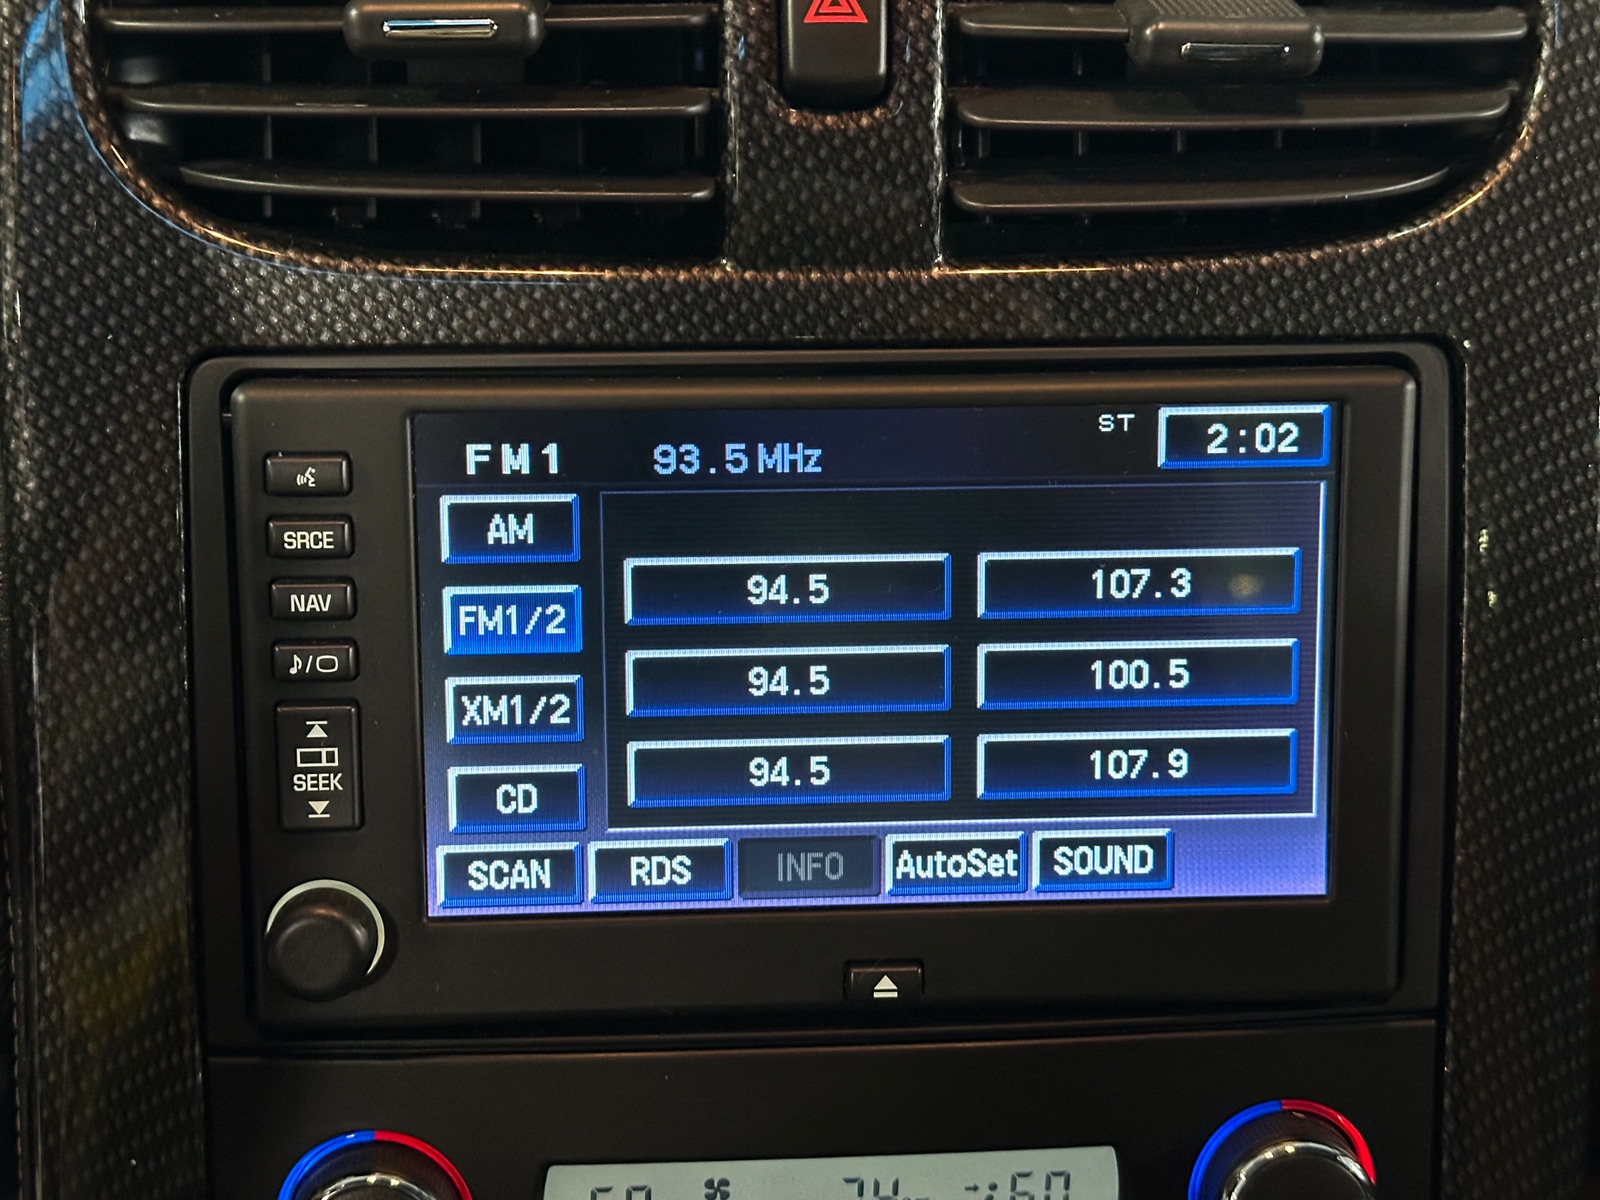 ST
2:02
FM1 93.5 MHz
AM
FM1/2
XM1/2
CD
94.5 107.3
94.5 100.5
94.5 107.9
SCAN RDS INFO AutoSet SOUND
SRCE
NAV
SEEK